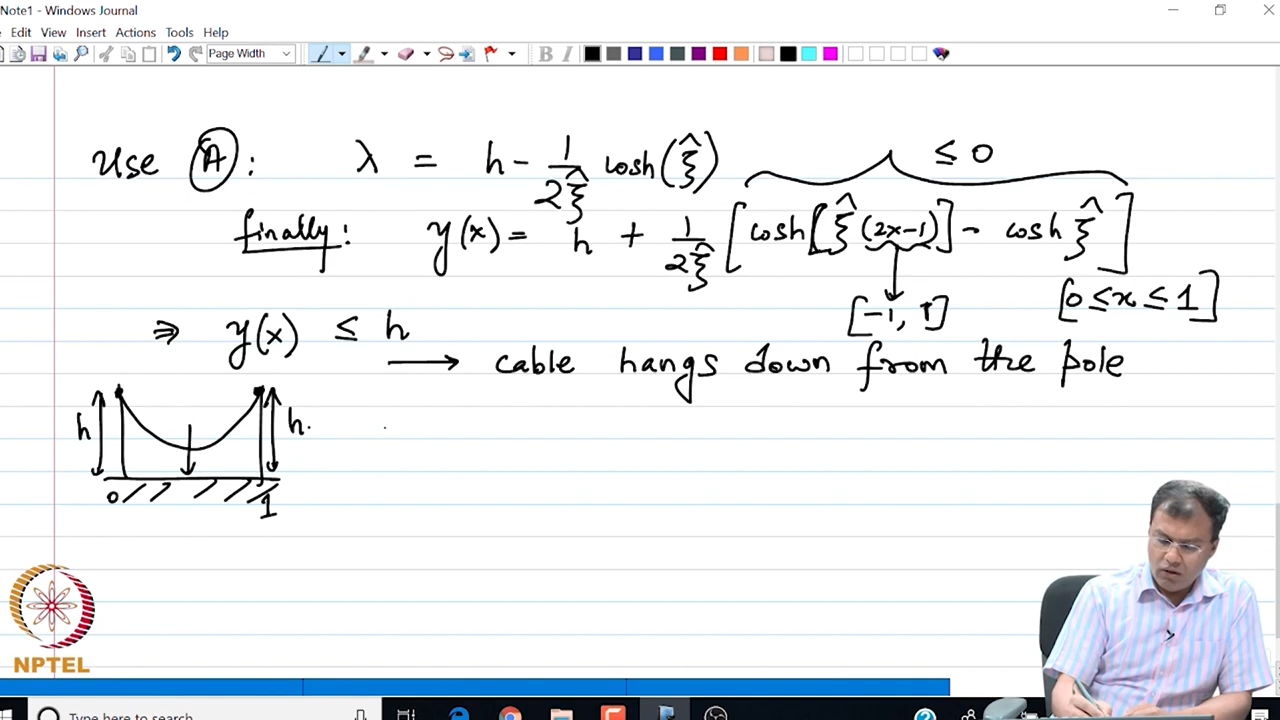 Note1 - Windows Journal
Edit View Insert Actions Tools Help
Page Width B I
Use (A): λ = h - 1/2ξ̂ cosh(ξ̂) ≤ 0
finally: y(x) = h + 1/2ξ̂ [cosh[ξ̂(2x-1)] - cosh ξ̂]
[-1, 1] [0 ≤ x ≤ 1]
⇒ y(x) ≤ h
→ cable hangs down from the pole
h h.
0 1
NPTEL
Type here to search